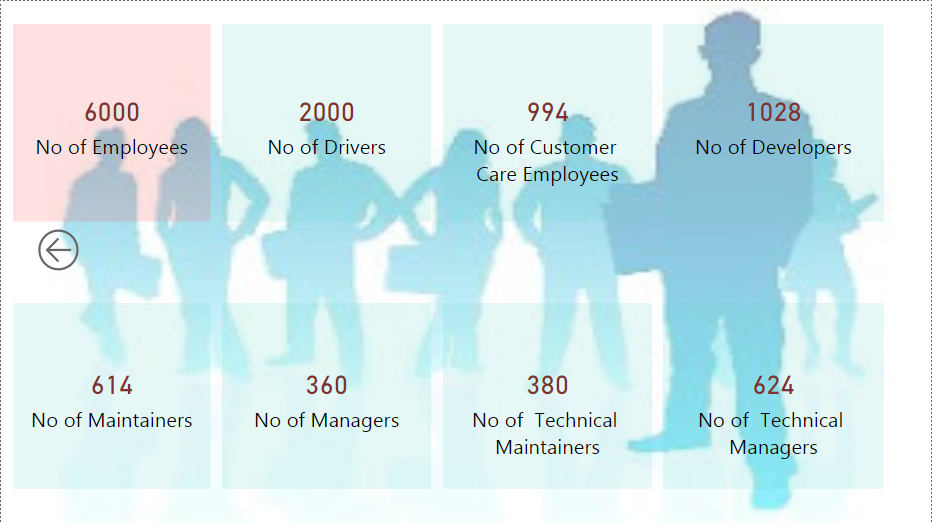 6000
No of Employees
2000
No of Drivers
994
No of Customer
Care Employees
1028
No of Developers
614
No of Maintainers
360
No of Managers
380
No of  Technical
Maintainers
624
No of  Technical
Managers